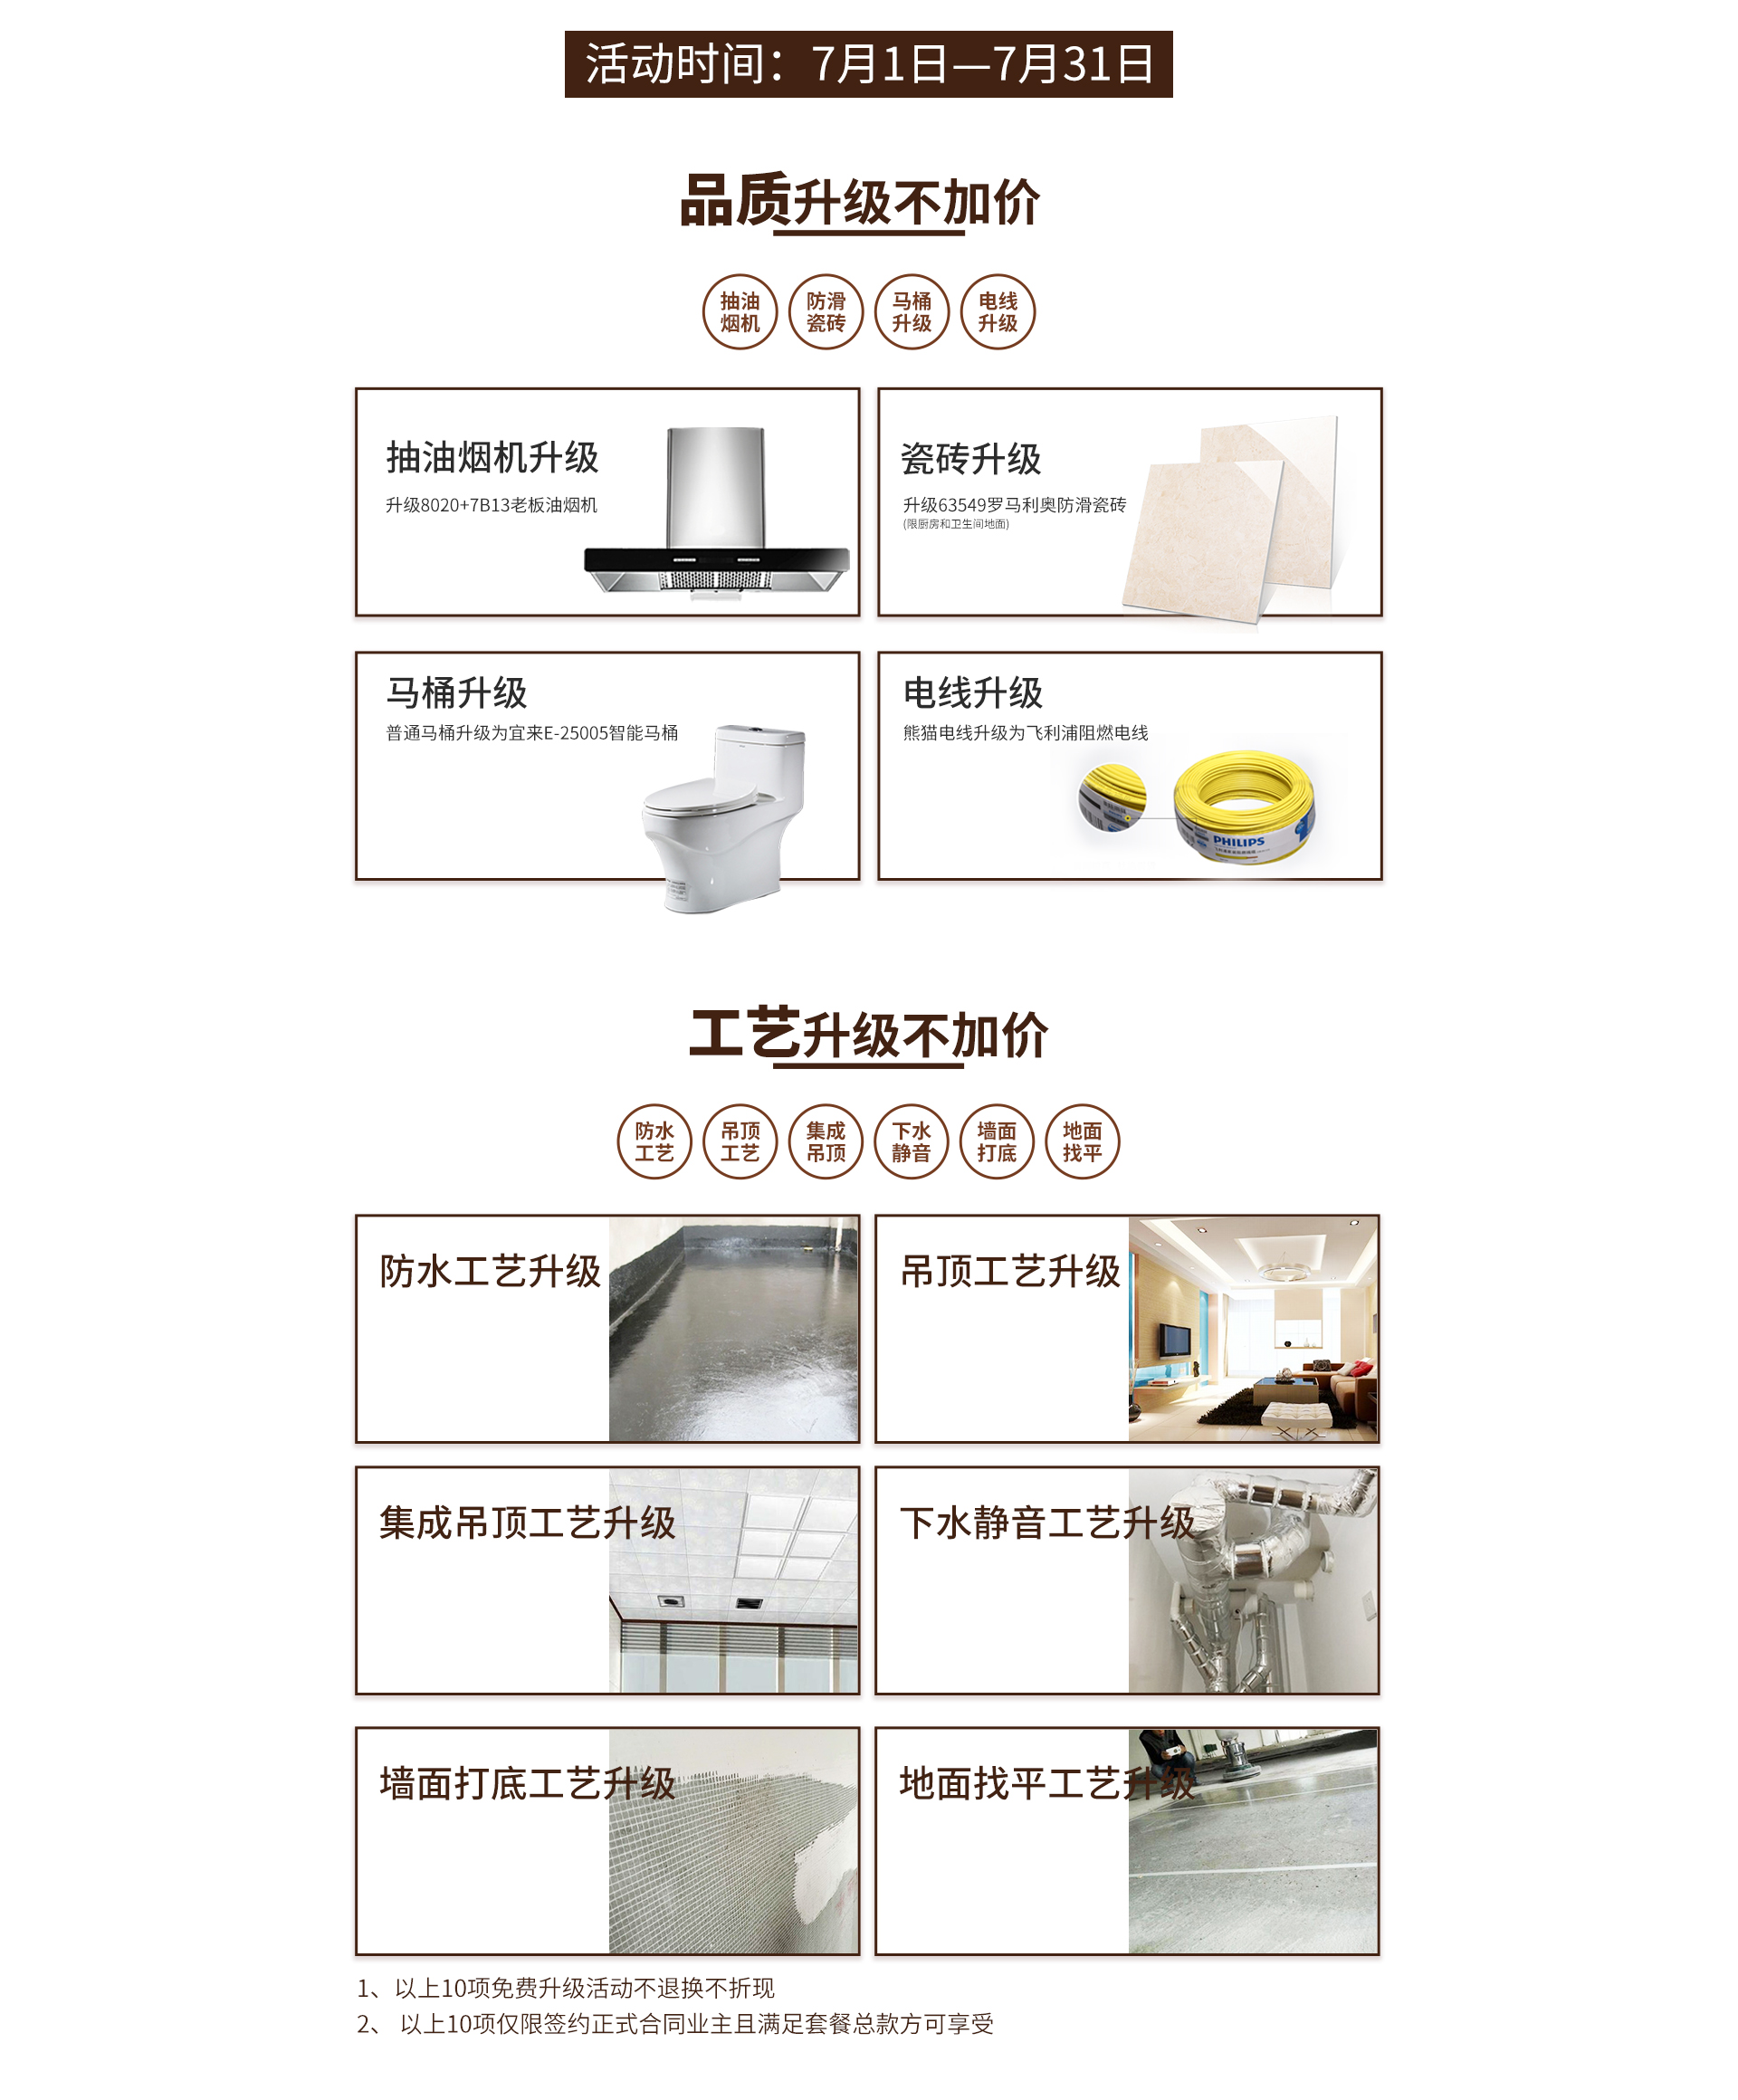 活动时间：7月1日—7月31日
品质升级不加价
抽油
烟机
防滑
瓷砖
马桶
升级
电线
升级
抽油烟机升级
升级8020+7B13老板油烟机
瓷砖升级
升级63549罗马利奥防滑瓷砖
(限厨房和卫生间地面)
马桶升级
普通马桶升级为宜来E-25005智能马桶
电线升级
熊猫电线升级为飞利浦阻燃电线
PHILIPS
工艺升级不加价
防水
工艺
吊顶
工艺
集成
吊顶
下水
静音
墙面
打底
地面
找平
防水工艺升级
吊顶工艺升级
集成吊顶工艺升级
下水静音工艺升级
墙面打底工艺升级
地面找平工艺升级
1、以上10项免费升级活动不退换不折现
2、 以上10项仅限签约正式合同业主且满足套餐总款方可享受